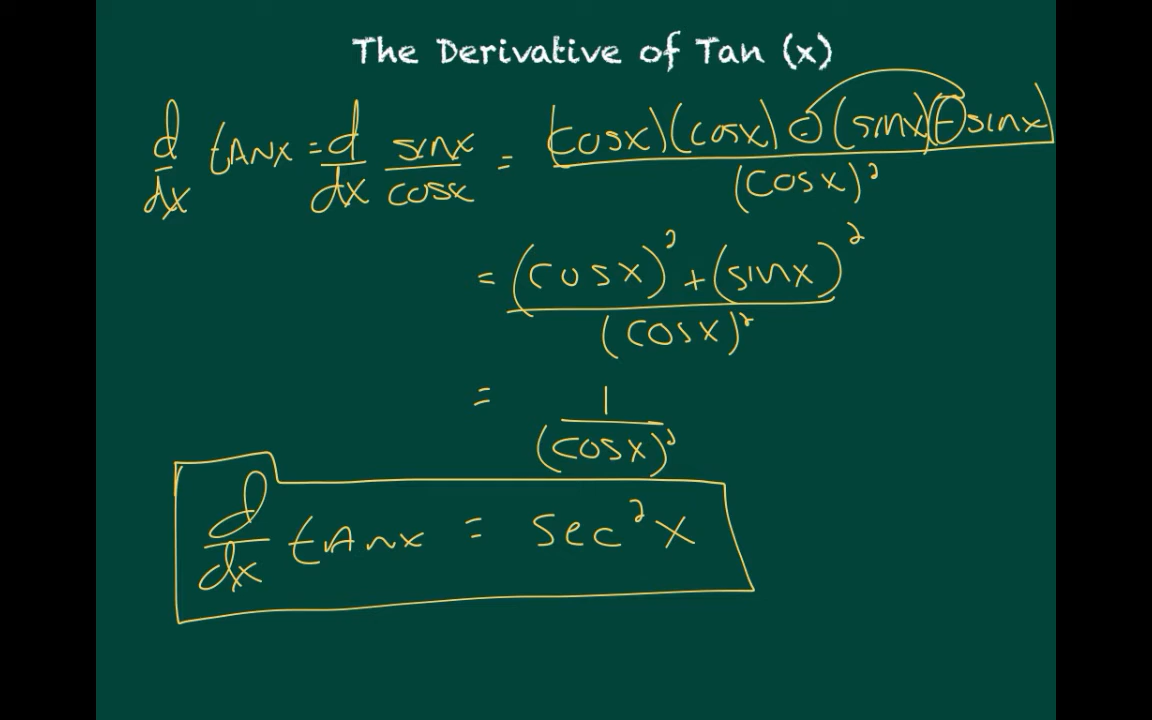 The Derivative of Tan (x)
d/dx tanx = d/dx sinx/cosx = (cosx)(cosx) - (sinx)(-sinx)/(cosx)²
= (cosx)² + (sinx)²/(cosx)²
= 1/(cosx)²
d/dx tanx = sec²x